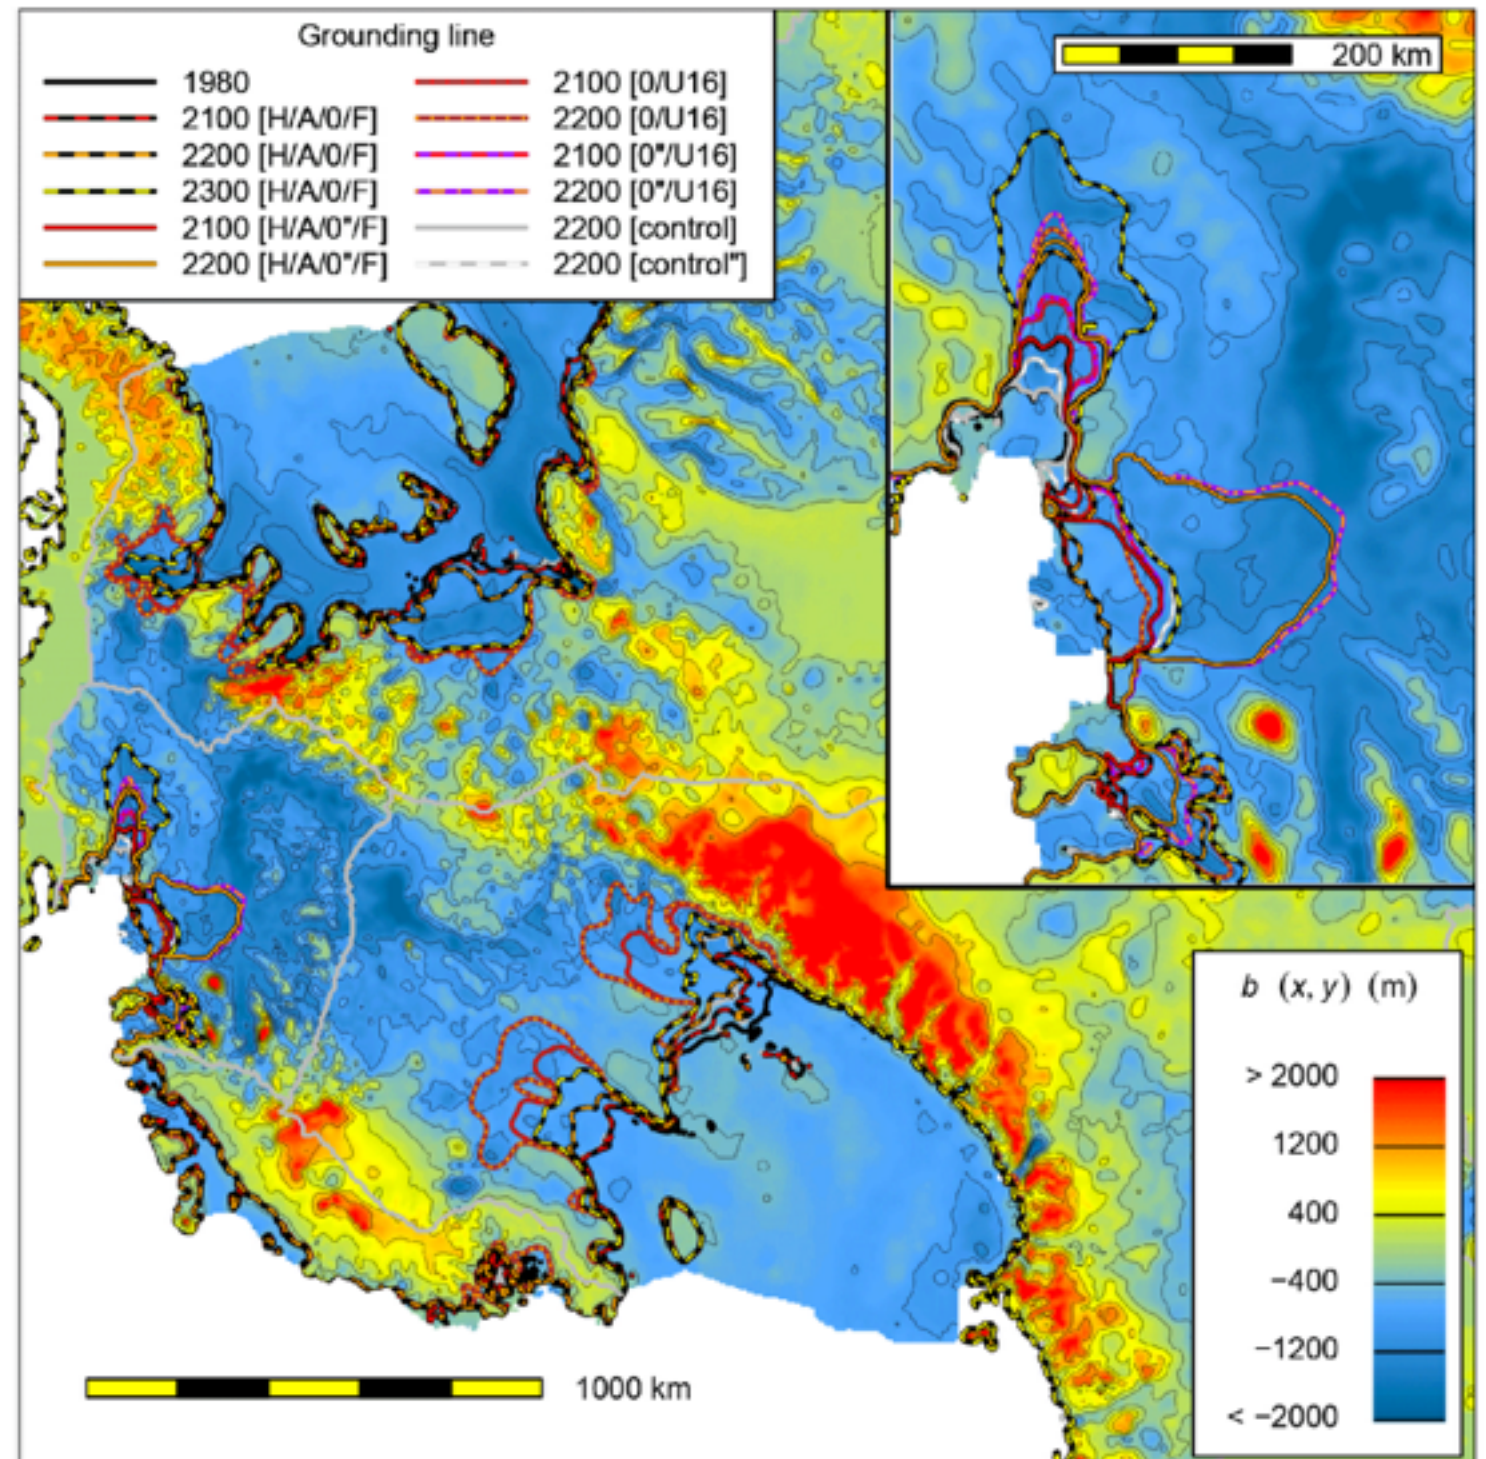 Grounding line
1980
2100 [H/A/0/F]
2200 [H/A/0/F]
2300 [H/A/0/F]
2100 [H/A/0"/F]
2200 [H/A/0"/F]
2100 [0/U16]
2200 [0/U16]
2100 [0"/U16]
2200 [0"/U16]
2200 [control]
2200 [control"]
200 km
1000 km
b (x, y) (m)
> 2000
1200
400
−400
−1200
< −2000